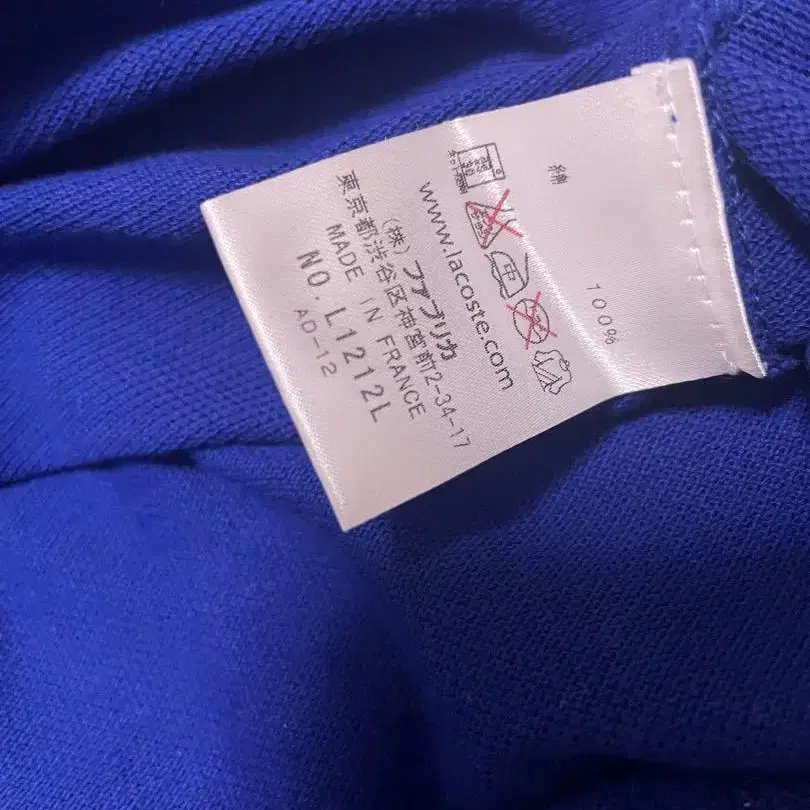 綿 100%
www.lacoste.com
(株)ファブリカ
東京都渋谷区神宮前2-34-17
MADE IN FRANCE
NO. L1212L
AD-12